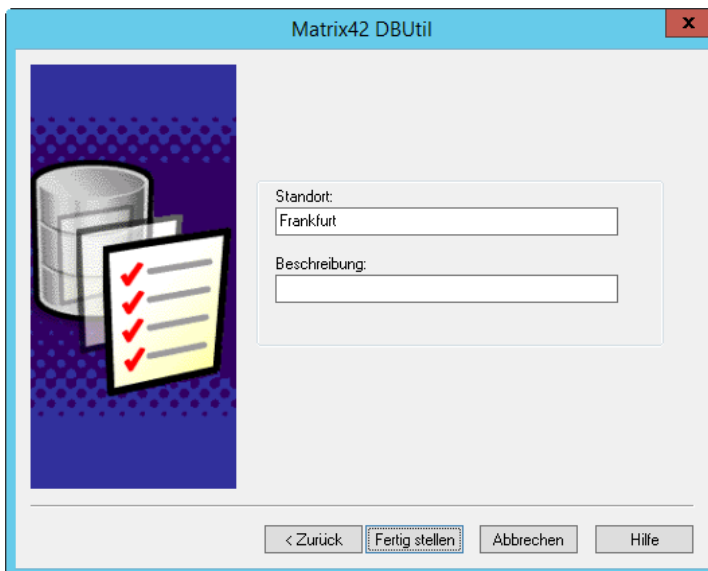 Matrix42 DBUtil
x
Standort:
Frankfurt
Beschreibung:
< Zurück
Fertig stellen
Abbrechen
Hilfe